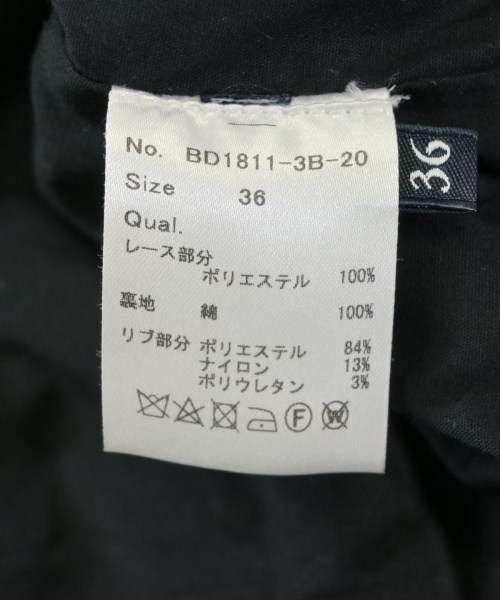 No. BD1811-3B-20
Size 36
Qual.
レース部分
ポリエステル 100%
裏地 綿 100%
リブ部分 ポリエステル 84%
ナイロン 13%
ポリウレタン 3%
F W
36